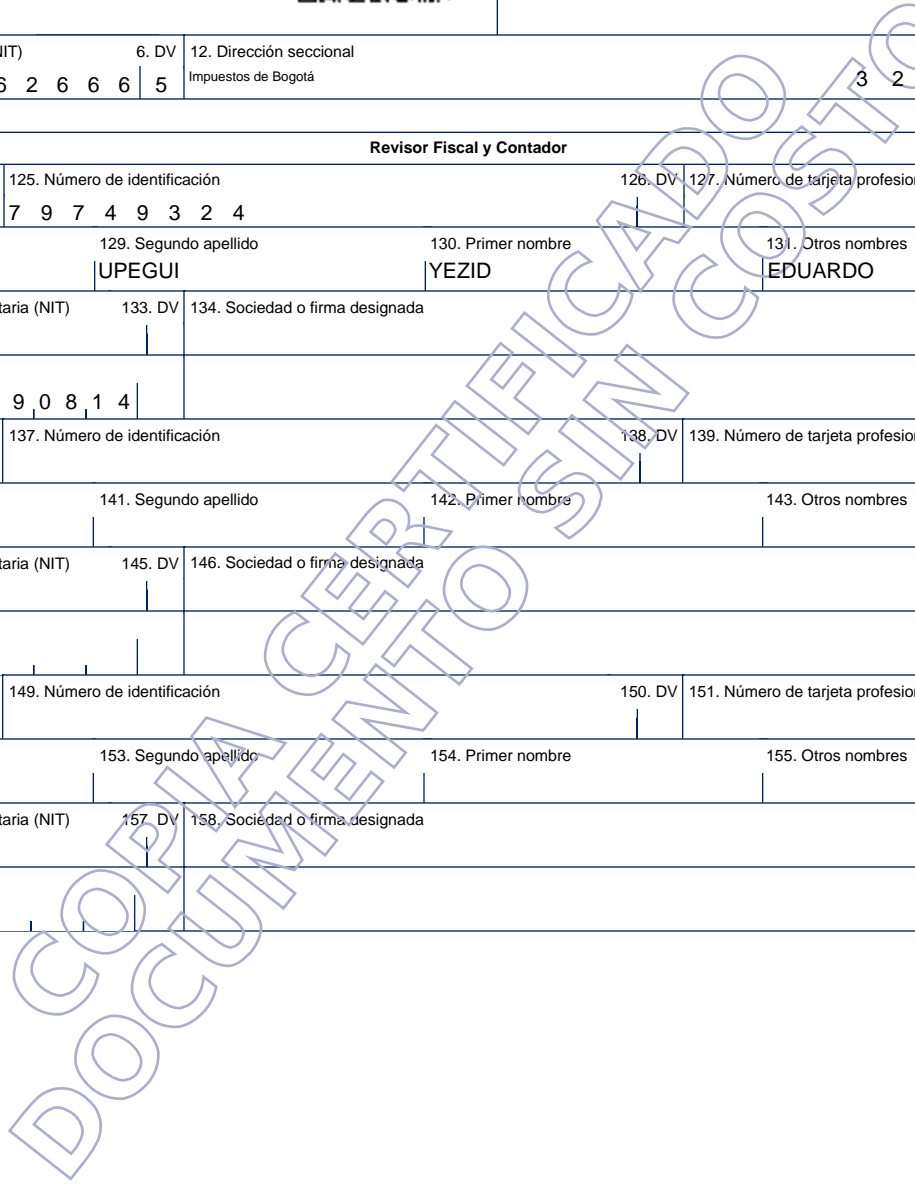 NIT) 6. DV 12. Dirección seccional
6 2 6 6 6 5 Impuestos de Bogotá 3 2
Revisor Fiscal y Contador
125. Número de identificación 126. DV 127. Número de tarjeta profesion
7 9 7 4 9 3 2 4
129. Segundo apellido 130. Primer nombre 131. Otros nombres
UPEGUI YEZID EDUARDO
taria (NIT) 133. DV 134. Sociedad o firma designada
9 0 8 1 4
137. Número de identificación 138. DV 139. Número de tarjeta profesion
141. Segundo apellido 142. Primer nombre 143. Otros nombres
taria (NIT) 145. DV 146. Sociedad o firma designada
149. Número de identificación 150. DV 151. Número de tarjeta profesion
153. Segundo apellido 154. Primer nombre 155. Otros nombres
taria (NIT) 157. DV 158. Sociedad o firma designada
COPIA CERTIFICADO
DOCUMENTO SIN COSTO